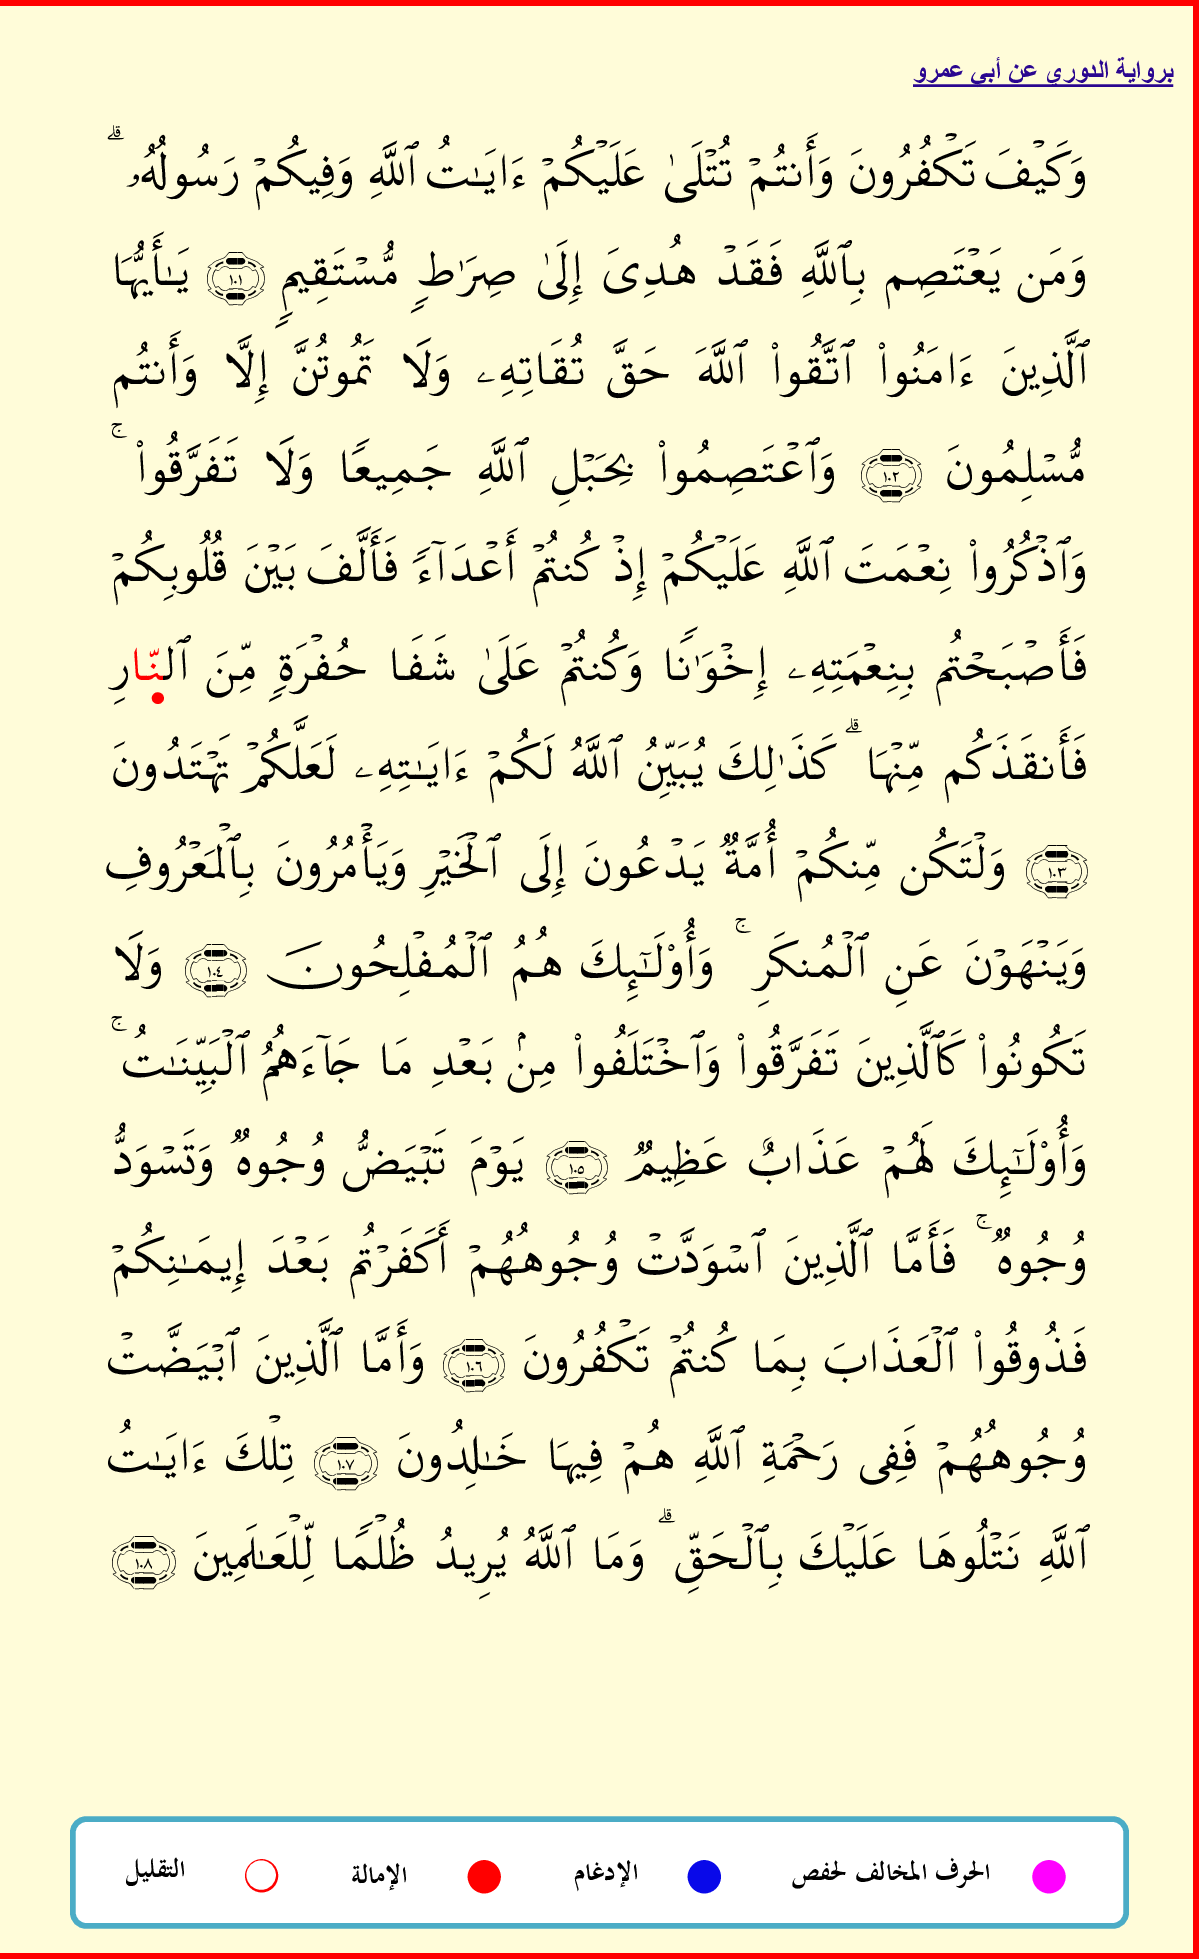 برواية الدوري عن أبي عمرو
وَكَيْفَ تَكْفُرُونَ وَأَنتُمْ تُتْلَىٰ عَلَيْكُمْ ءَايَـٰتُ ٱللَّهِ وَفِيكُمْ رَسُولُهُۥ ۗ
وَمَن يَعْتَصِم بِٱللَّهِ فَقَدْ هُدِىَ إِلَىٰ صِرَٰطٍ مُّسْتَقِيمٍ ١٠١ يَـٰأَيُّهَا
ٱلَّذِينَ ءَامَنُوا۟ ٱتَّقُوا۟ ٱللَّهَ حَقَّ تُقَاتِهِۦ وَلَا تَمُوتُنَّ إِلَّا وَأَنتُم
مُّسْلِمُونَ ١٠٢ وَٱعْتَصِمُوا۟ بِحَبْلِ ٱللَّهِ جَمِيعًا وَلَا تَفَرَّقُوا۟ ۚ
وَٱذْكُرُوا۟ نِعْمَتَ ٱللَّهِ عَلَيْكُمْ إِذْ كُنتُمْ أَعْدَآءً فَأَلَّفَ بَيْنَ قُلُوبِكُمْ
فَأَصْبَحْتُم بِنِعْمَتِهِۦ إِخْوَٰنًا وَكُنتُمْ عَلَىٰ شَفَا حُفْرَةٍ مِّنَ ٱلنَّارِ
فَأَنقَذَكُم مِّنْهَا ۗ كَذَٰلِكَ يُبَيِّنُ ٱللَّهُ لَكُمْ ءَايَـٰتِهِۦ لَعَلَّكُمْ تَهْتَدُونَ
١٠٣ وَلْتَكُن مِّنكُمْ أُمَّةٌ يَدْعُونَ إِلَى ٱلْخَيْرِ وَيَأْمُرُونَ بِٱلْمَعْرُوفِ
وَيَنْهَوْنَ عَنِ ٱلْمُنكَرِ ۚ وَأُو۟لَـٰٓئِكَ هُمُ ٱلْمُفْلِحُونَ ١٠٤ وَلَا
تَكُونُوا۟ كَٱلَّذِينَ تَفَرَّقُوا۟ وَٱخْتَلَفُوا۟ مِنۢ بَعْدِ مَا جَآءَهُمُ ٱلْبَيِّنَـٰتُ ۚ
وَأُو۟لَـٰٓئِكَ لَهُمْ عَذَابٌ عَظِيمٌ ١٠٥ يَوْمَ تَبْيَضُّ وُجُوهٌ وَتَسْوَدُّ
وُجُوهٌ ۚ فَأَمَّا ٱلَّذِينَ ٱسْوَدَّتْ وُجُوهُهُمْ أَكَفَرْتُم بَعْدَ إِيمَـٰنِكُمْ
فَذُوقُوا۟ ٱلْعَذَابَ بِمَا كُنتُمْ تَكْفُرُونَ ١٠٦ وَأَمَّا ٱلَّذِينَ ٱبْيَضَّتْ
وُجُوهُهُمْ فَفِى رَحْمَةِ ٱللَّهِ هُمْ فِيهَا خَـٰلِدُونَ ١٠٧ تِلْكَ ءَايَـٰتُ
ٱللَّهِ نَتْلُوهَا عَلَيْكَ بِٱلْحَقِّ ۗ وَمَا ٱللَّهُ يُرِيدُ ظُلْمًا لِّلْعَـٰلَمِينَ ١٠٨
الحرف المخالف لحفص الإدغام الإمالة التقليل